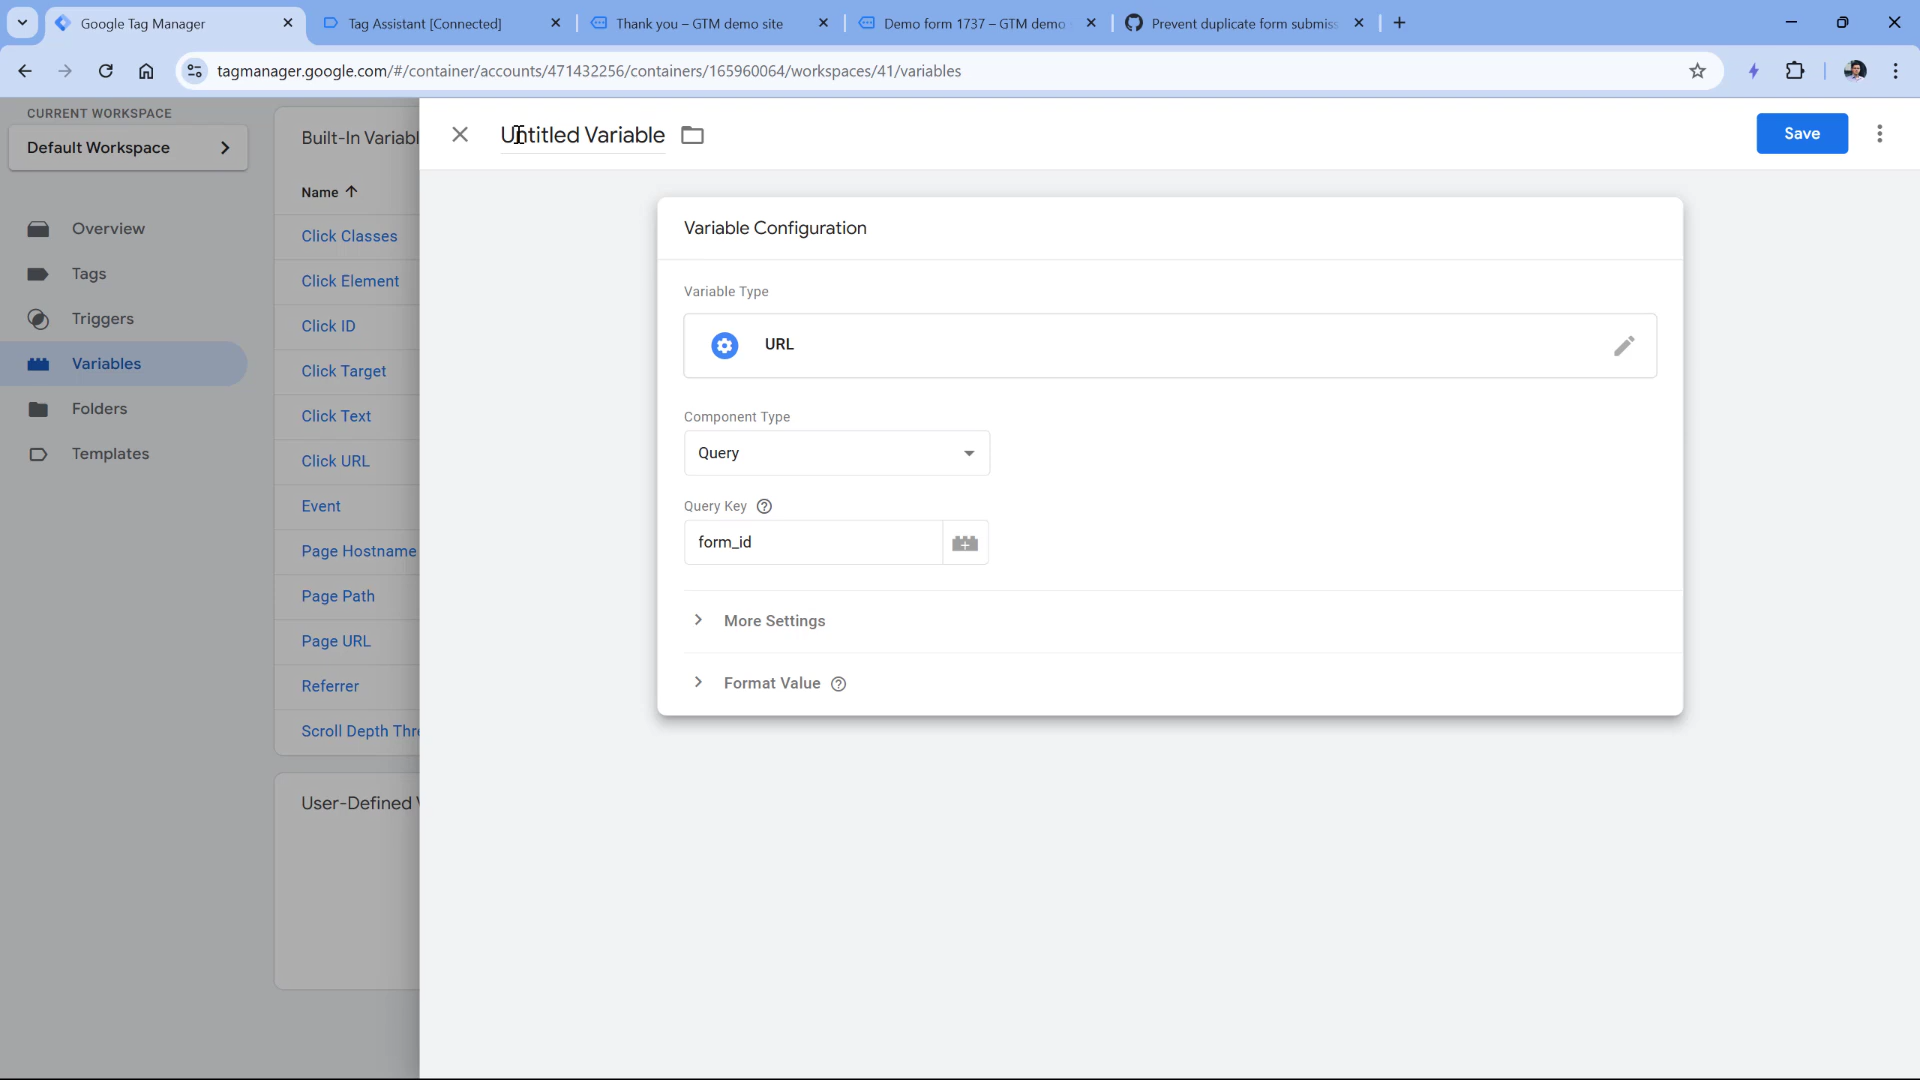 Google Tag Manager
Tag Assistant [Connected]
Thank you – GTM demo site
Demo form 1737 – GTM demo
Prevent duplicate form submiss
tagmanager.google.com/#/container/accounts/471432256/containers/165960064/workspaces/41/variables
CURRENT WORKSPACE
Default Workspace
Overview
Tags
Triggers
Variables
Folders
Templates
Built-In Variabl
Name
Click Classes
Click Element
Click ID
Click Target
Click Text
Click URL
Event
Page Hostname
Page Path
Page URL
Referrer
Scroll Depth Thre
User-Defined V
Untitled Variable
Save
Variable Configuration
Variable Type
URL
Component Type
Query
Query Key
form_id
More Settings
Format Value